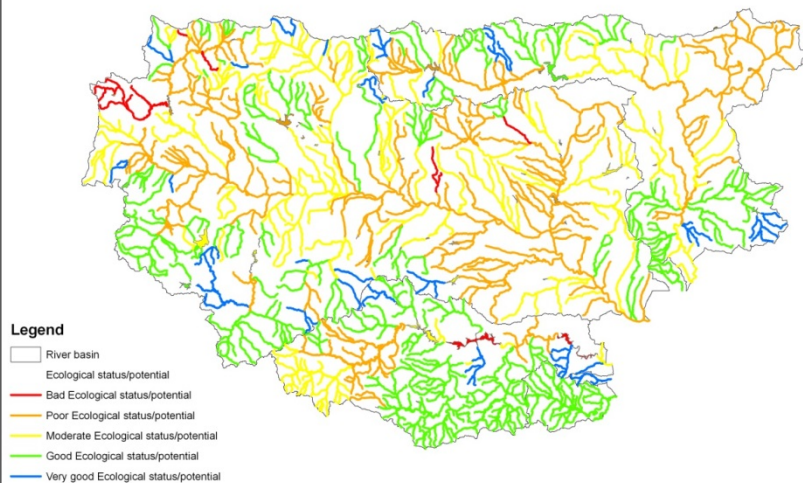 Legend
River basin
Ecological status/potential
Bad Ecological status/potential
Poor Ecological status/potential
Moderate Ecological status/potential
Good Ecological status/potential
Very good Ecological status/potential